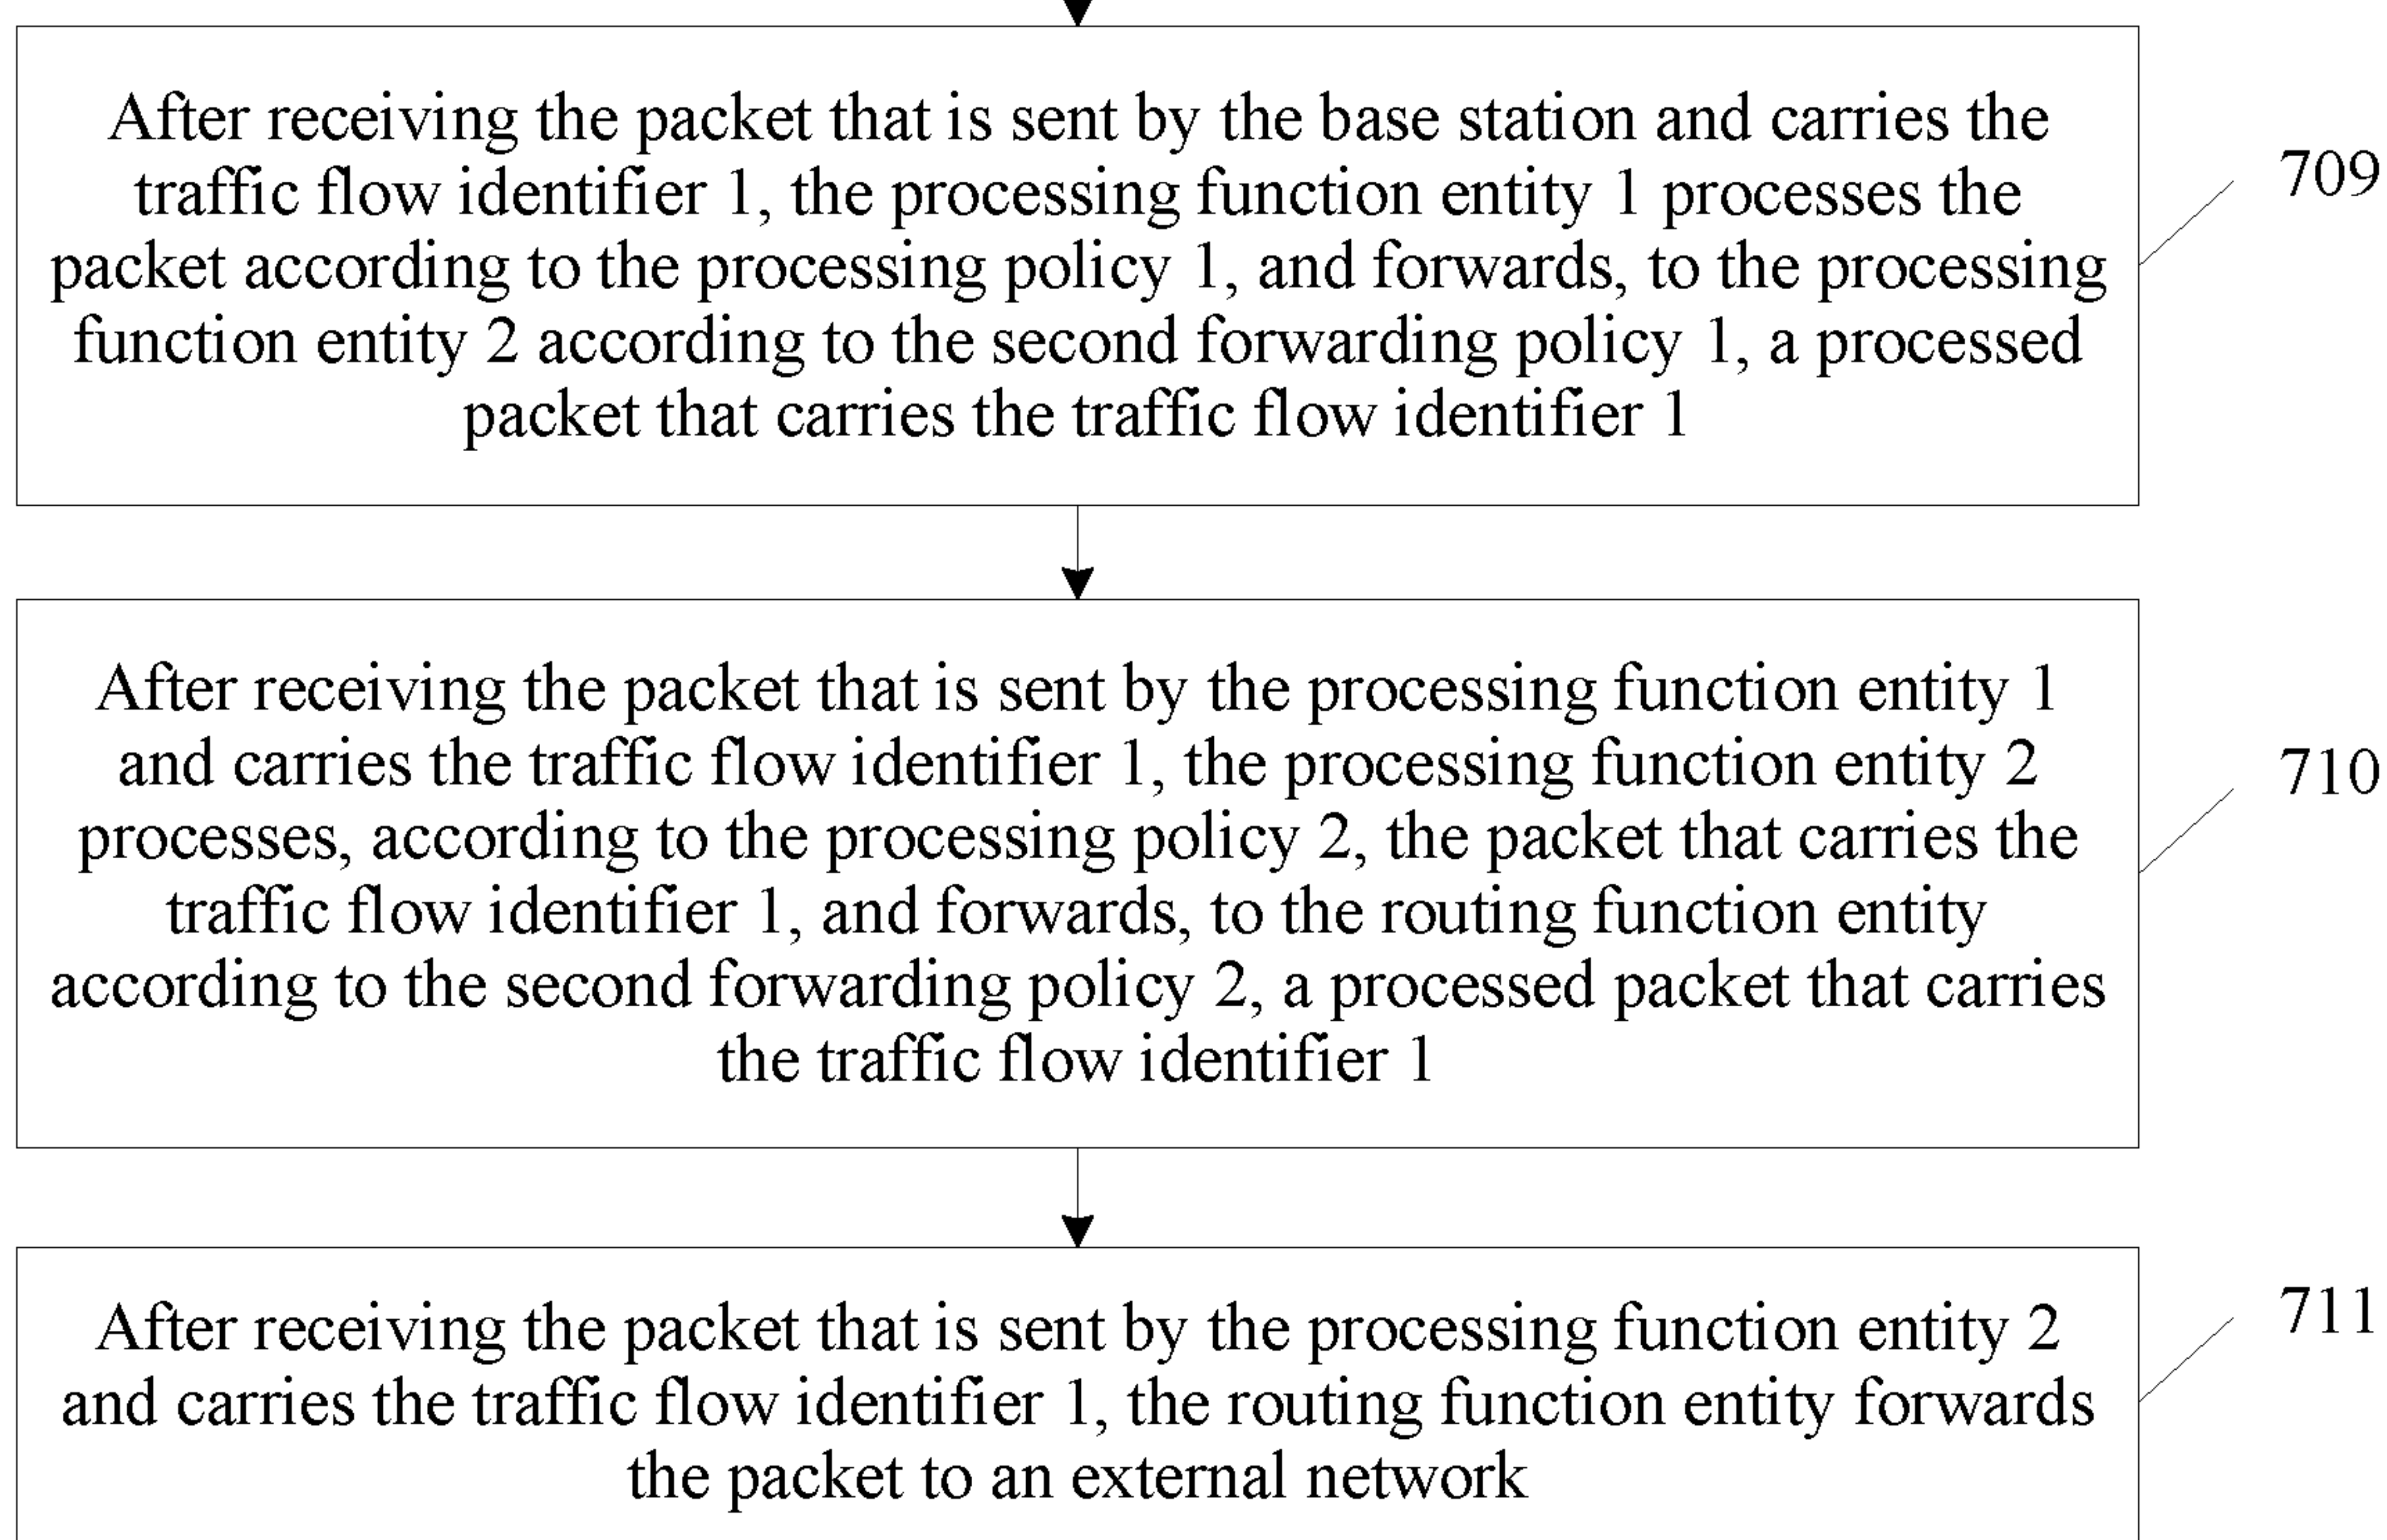 After receiving the packet that is sent by the base station and carries the
traffic flow identifier 1, the processing function entity 1 processes the
packet according to the processing policy 1, and forwards, to the processing
function entity 2 according to the second forwarding policy 1, a processed
packet that carries the traffic flow identifier 1
709
After receiving the packet that is sent by the processing function entity 1
and carries the traffic flow identifier 1, the processing function entity 2
processes, according to the processing policy 2, the packet that carries the
traffic flow identifier 1, and forwards, to the routing function entity
according to the second forwarding policy 2, a processed packet that carries
the traffic flow identifier 1
710
After receiving the packet that is sent by the processing function entity 2
and carries the traffic flow identifier 1, the routing function entity forwards
the packet to an external network
711